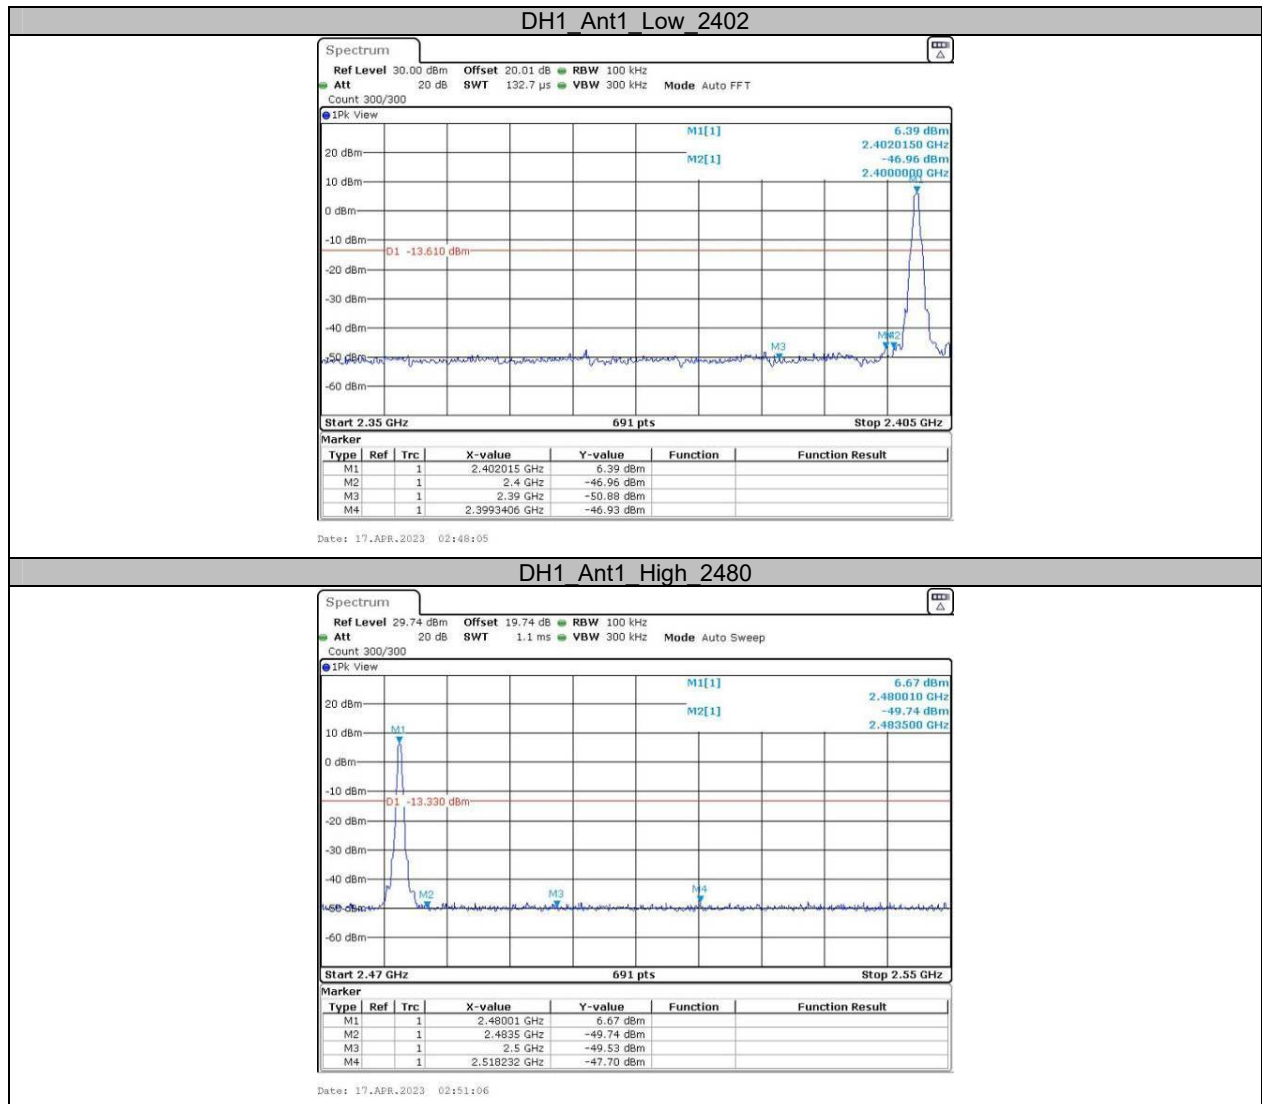 DH1_Ant1_Low_2402
Spectrum
Ref Level 30.00 dBm Offset 20.01 dB RBW 100 kHz
Att 20 dB SWT 132.7 µs VBW 300 kHz Mode Auto FFT
Count 300/300
1Pk View
M1[1] 6.39 dBm
2.4020150 GHz
20 dBm
M2[1] -46.96 dBm
2.4000000 GHz
10 dBm
M1
0 dBm
-10 dBm
D1 -13.610 dBm
-20 dBm
-30 dBm
-40 dBm
M4 M2
M3
-50 dBm
-60 dBm
Start 2.35 GHz 691 pts Stop 2.405 GHz
Marker
Type Ref Trc X-value Y-value Function Function Result
M1 1 2.402015 GHz 6.39 dBm
M2 1 2.4 GHz -46.96 dBm
M3 1 2.39 GHz -50.88 dBm
M4 1 2.3993406 GHz -46.93 dBm
Date: 17.APR.2023 02:48:05
DH1_Ant1_High_2480
Spectrum
Ref Level 29.74 dBm Offset 19.74 dB RBW 100 kHz
Att 20 dB SWT 1.1 ms VBW 300 kHz Mode Auto Sweep
Count 300/300
1Pk View
M1[1] 6.67 dBm
2.480010 GHz
20 dBm
M2[1] -49.74 dBm
2.483500 GHz
10 dBm
M1
0 dBm
-10 dBm
D1 -13.330 dBm
-20 dBm
-30 dBm
-40 dBm
M2 M3 M4
-50 dBm
-60 dBm
Start 2.47 GHz 691 pts Stop 2.55 GHz
Marker
Type Ref Trc X-value Y-value Function Function Result
M1 1 2.48001 GHz 6.67 dBm
M2 1 2.4835 GHz -49.74 dBm
M3 1 2.5 GHz -49.53 dBm
M4 1 2.518232 GHz -47.70 dBm
Date: 17.APR.2023 02:51:06